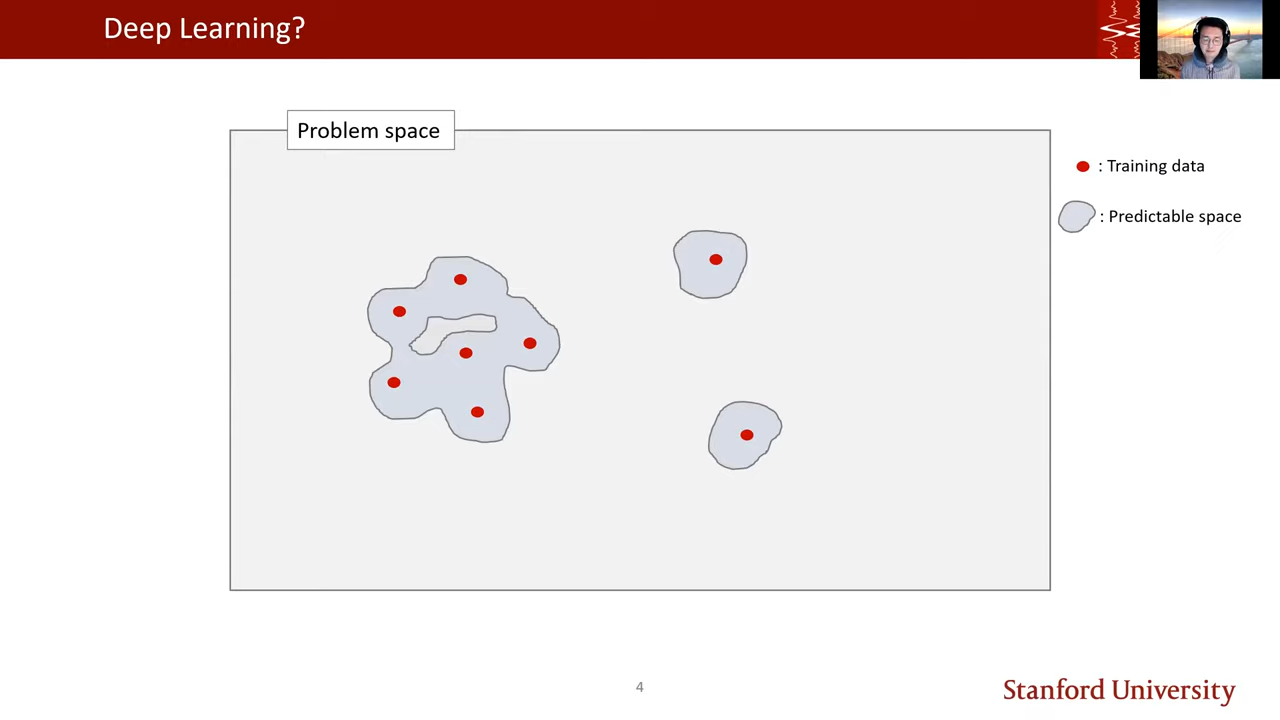 Deep Learning?
Problem space
: Training data
: Predictable space
4
Stanford University